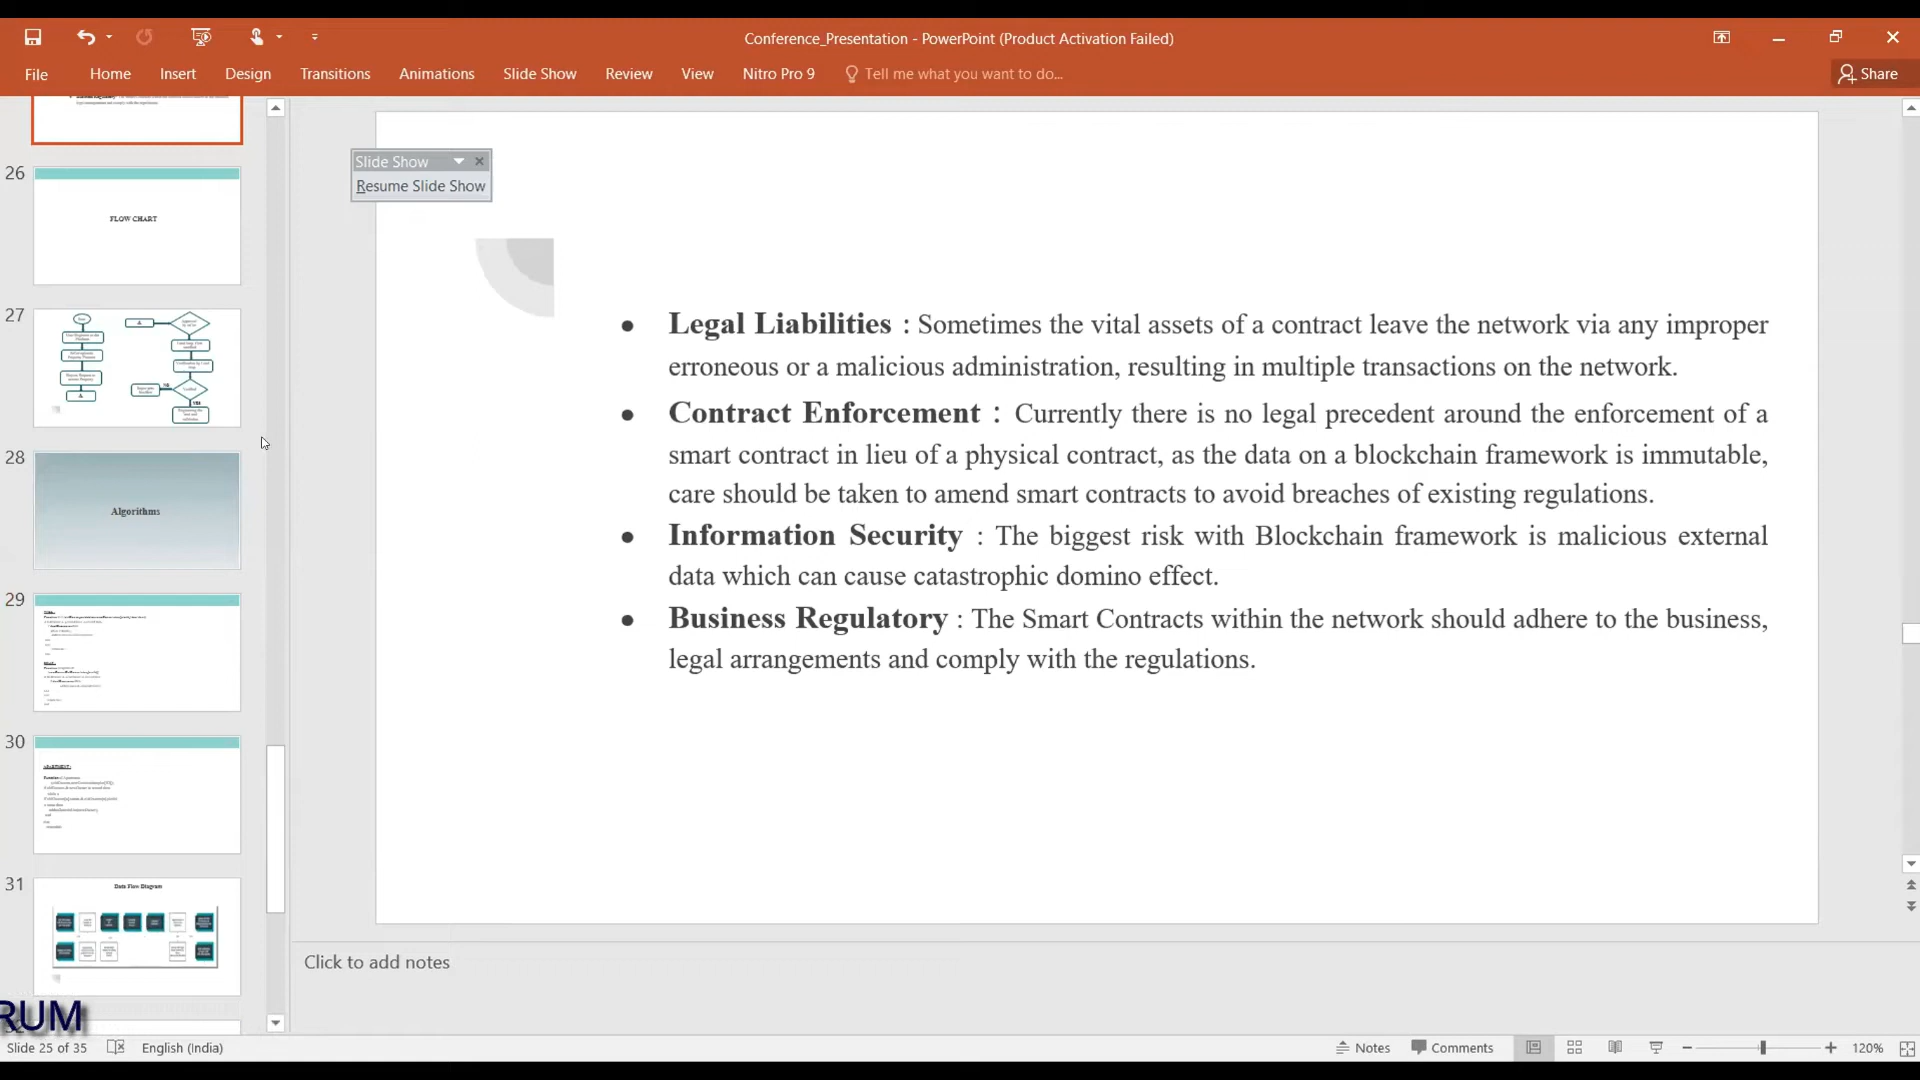 Conference_Presentation - PowerPoint (Product Activation Failed)
File Home Insert Design Transitions Animations Slide Show Review View Nitro Pro 9 Tell me what you want to do... Share
26
FLOW CHART
27
28
Algorithms
29
30
31
Data Flow Diagram
RUM
Slide Show
Resume Slide Show
● Legal Liabilities : Sometimes the vital assets of a contract leave the network via any improper
erroneous or a malicious administration, resulting in multiple transactions on the network.
● Contract Enforcement : Currently there is no legal precedent around the enforcement of a
smart contract in lieu of a physical contract, as the data on a blockchain framework is immutable,
care should be taken to amend smart contracts to avoid breaches of existing regulations.
● Information Security : The biggest risk with Blockchain framework is malicious external
data which can cause catastrophic domino effect.
● Business Regulatory : The Smart Contracts within the network should adhere to the business,
legal arrangements and comply with the regulations.
Click to add notes
Slide 25 of 35 English (India) Notes Comments 120%